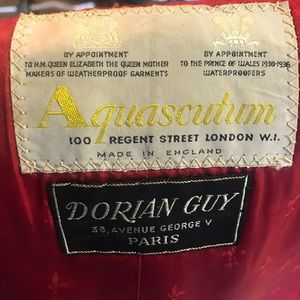 BY APPOINTMENT
TO H.M. QUEEN ELIZABETH THE QUEEN MOTHER
MAKERS OF WEATHERPROOF GARMENTS
BY APPOINTMENT
TO THE PRINCE OF WALES 1930-1936
WATERPROOFERS
Aquascutum
100 REGENT STREET LONDON W.I.
MADE IN ENGLAND
DORIAN GUY
38, AVENUE GEORGE V
PARIS